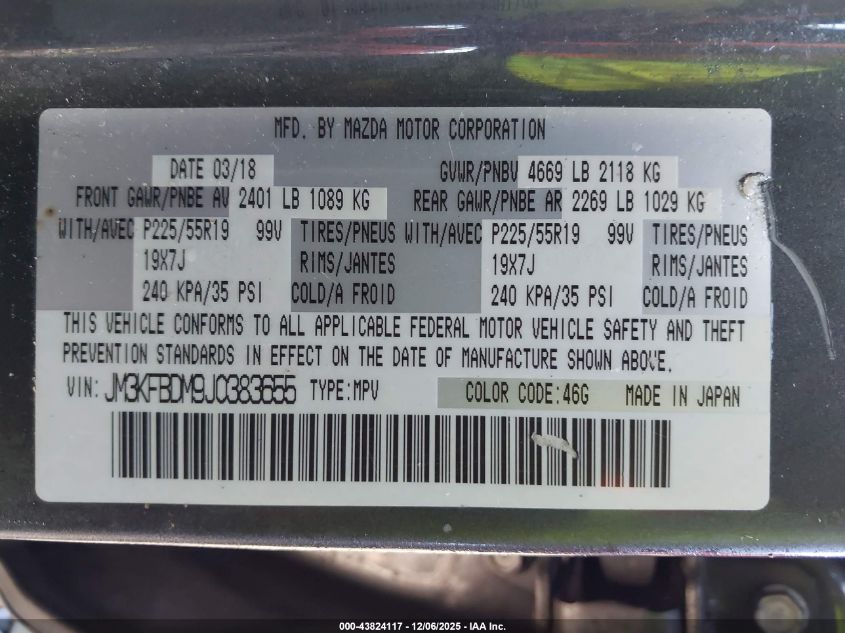 MFD. BY MAZDA MOTOR CORPORATION
DATE 03/18 GVWR/PNBV 4669 LB 2118 KG
FRONT GAWR/PNBE AV 2401 LB 1089 KG REAR GAWR/PNBE AR 2269 LB 1029 KG
WITH/AVEC P225/55R19 99V TIRES/PNEUS WITH/AVEC P225/55R19 99V TIRES/PNEUS
19X7J RIMS/JANTES 19X7J RIMS/JANTES
240 KPA/35 PSI COLD/A FROID 240 KPA/35 PSI COLD/A FROID
THIS VEHICLE CONFORMS TO ALL APPLICABLE FEDERAL MOTOR VEHICLE SAFETY AND THEFT
PREVENTION STANDARDS IN EFFECT ON THE DATE OF MANUFACTURE SHOWN ABOVE.
VIN: JM3KFBDM9J0383655 TYPE:MPV COLOR CODE:46G MADE IN JAPAN
000-43824117 - 12/06/2025 - IAA Inc.